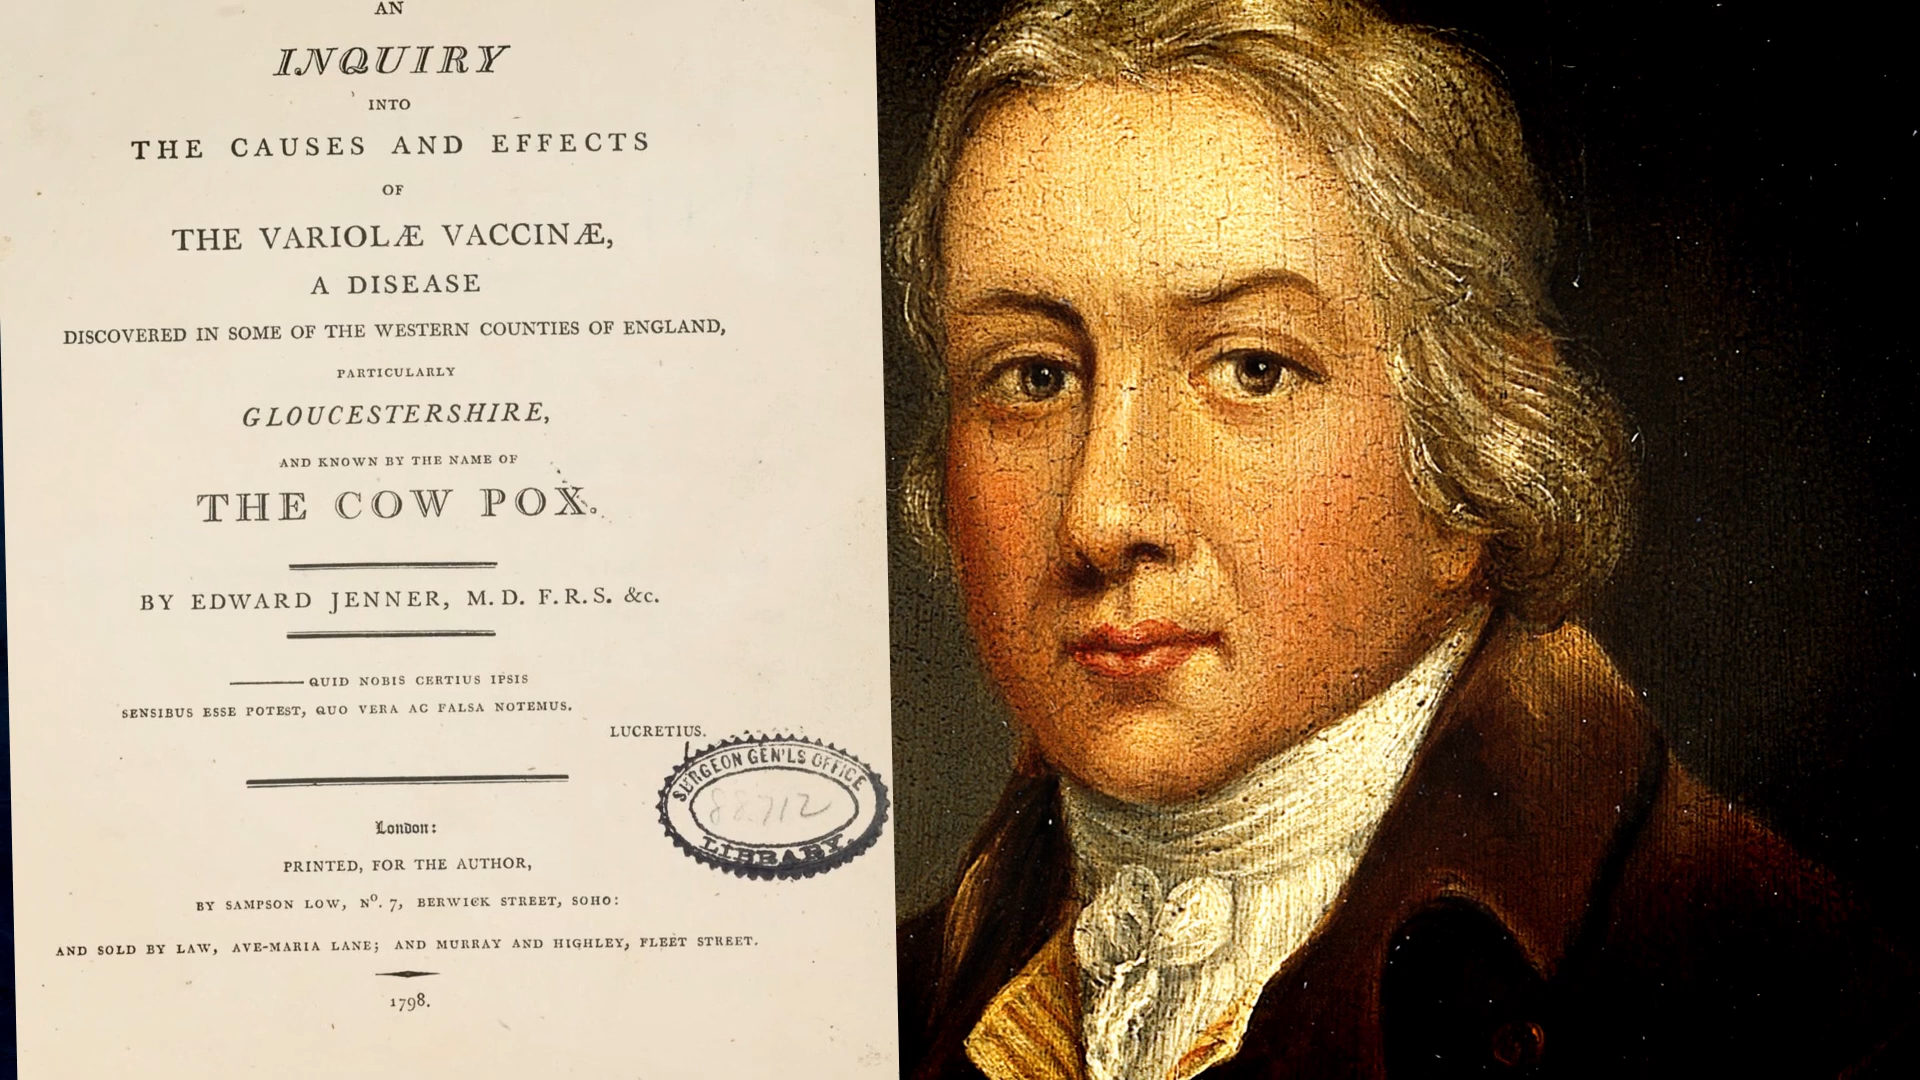 AN
INQUIRY
INTO
THE CAUSES AND EFFECTS
OF
THE VARIOLÆ VACCINÆ,
A DISEASE
DISCOVERED IN SOME OF THE WESTERN COUNTIES OF ENGLAND,
PARTICULARLY
GLOUCESTERSHIRE,
AND KNOWN BY THE NAME OF
THE COW POX.
BY EDWARD JENNER, M.D. F.R.S. &c.
QUID NOBIS CERTIUS IPSIS
SENSIBUS ESSE POTEST, QUO VERA AC FALSA NOTEMUS.
LUCRETIUS.
SURGEON GEN'LS OFFICE
88.712
LIBRARY.
London:
PRINTED, FOR THE AUTHOR,
BY SAMPSON LOW, Nº. 7, BERWICK STREET, SOHO:
AND SOLD BY LAW, AVE-MARIA LANE; AND MURRAY AND HIGHLEY, FLEET STREET.
1798.